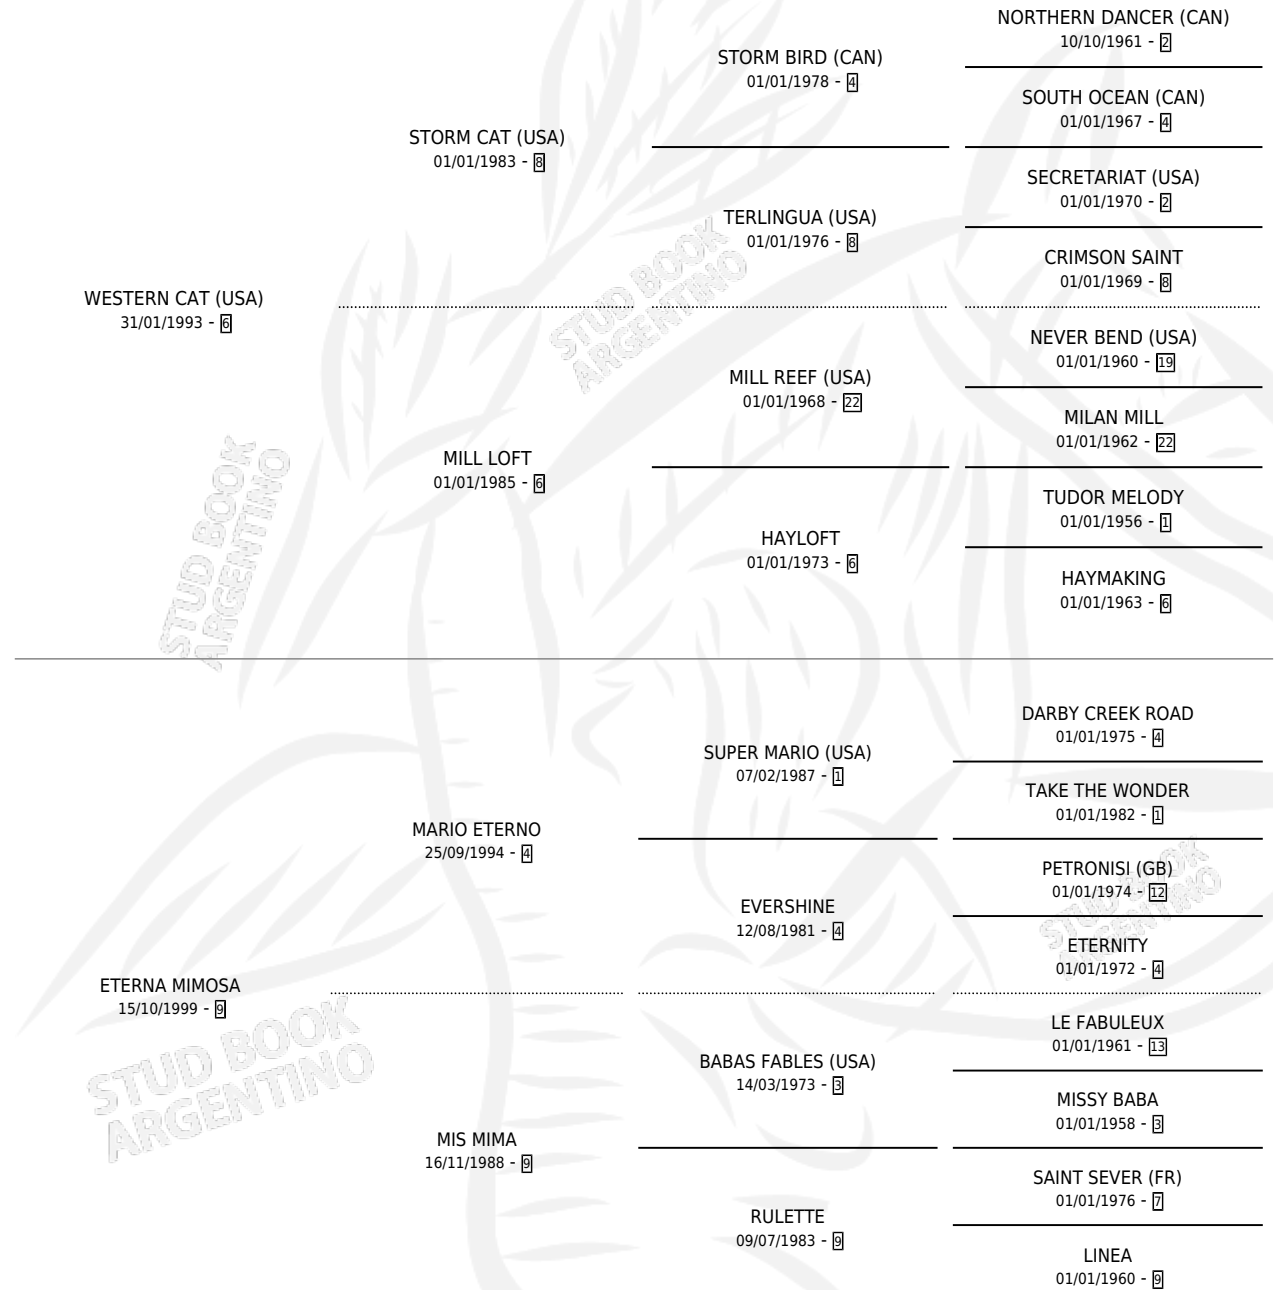 NORTHERN DANCER (CAN)
10/10/1961 - 2
STORM BIRD (CAN)
01/01/1978 - 4
SOUTH OCEAN (CAN)
01/01/1967 - 4
STORM CAT (USA)
01/01/1983 - 8
SECRETARIAT (USA)
01/01/1970 - 2
TERLINGUA (USA)
01/01/1976 - 8
CRIMSON SAINT
01/01/1969 - 8
WESTERN CAT (USA)
31/01/1993 - 6
NEVER BEND (USA)
01/01/1960 - 19
MILL REEF (USA)
01/01/1968 - 22
MILAN MILL
01/01/1962 - 22
MILL LOFT
01/01/1985 - 6
TUDOR MELODY
01/01/1956 - 1
HAYLOFT
01/01/1973 - 6
HAYMAKING
01/01/1963 - 6
DARBY CREEK ROAD
01/01/1975 - 4
SUPER MARIO (USA)
07/02/1987 - 1
TAKE THE WONDER
01/01/1982 - 1
MARIO ETERNO
25/09/1994 - 4
PETRONISI (GB)
01/01/1974 - 12
EVERSHINE
12/08/1981 - 4
ETERNITY
01/01/1972 - 4
ETERNA MIMOSA
15/10/1999 - 9
LE FABULEUX
01/01/1961 - 13
BABAS FABLES (USA)
14/03/1973 - 3
MISSY BABA
01/01/1958 - 3
MIS MIMA
16/11/1988 - 9
SAINT SEVER (FR)
01/01/1976 - 7
RULETTE
09/07/1983 - 9
LINEA
01/01/1960 - 9
STUD BOOK
ARGENTINO
STUD BOOK
ARGENTINO
STUD BOOK
ARGENTINO
STUD BOOK
ARGENTINO